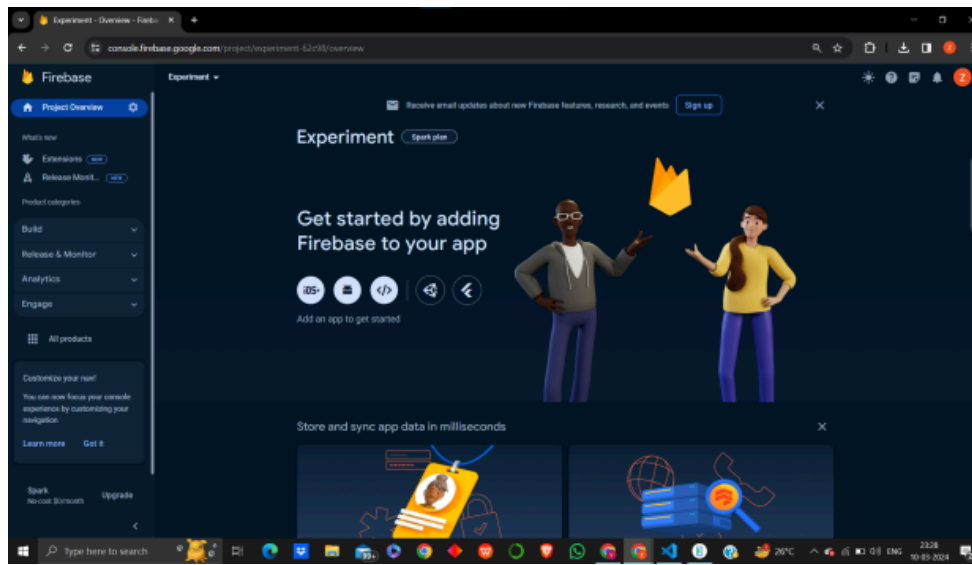 Experiment - Overview - Fireba
console.firebase.google.com/project/experiment-62c98/overview
Firebase
Experiment
Z
Receive email updates about new Firebase features, research, and events
Sign up
Project Overview
What's new
Extensions
NEW
Release Monit...
NEW
Product categories
Build
Release & Monitor
Analytics
Engage
All products
Customize your nav!
You can now focus your console
experience by customizing your
navigation
Learn more Got it
Spark
No-cost $0/month
Upgrade
Experiment
Spark plan
Get started by adding
Firebase to your app
iOS+
</>
Add an app to get started
Store and sync app data in milliseconds
Type here to search
99+
26°C
ENG
23:28
10-03-2024